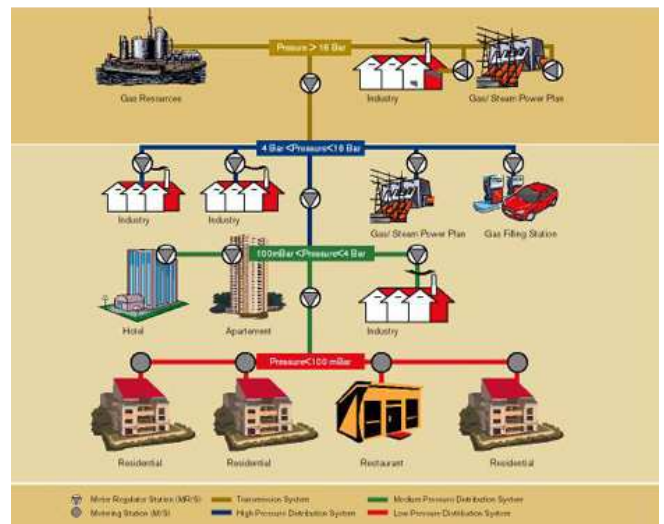 Pressure > 16 Bar
Gas Resources
Industry
Gas/ Steam Power Plan
4 Bar <Pressure<16 Bar
Industry
Industry
Gas/ Steam Power Plan
Gas Filling Station
100mBar <Pressure<4 Bar
Hotel
Apartement
Industry
Pressure<100 mBar
Residential
Residential
Restaurant
Residential
Meter Regulator Station (MR/S)
Transmission System
Medium Pressure Distribution System
Metering Station (M/S)
High Pressure Distribution System
Low Pressure Distribution System